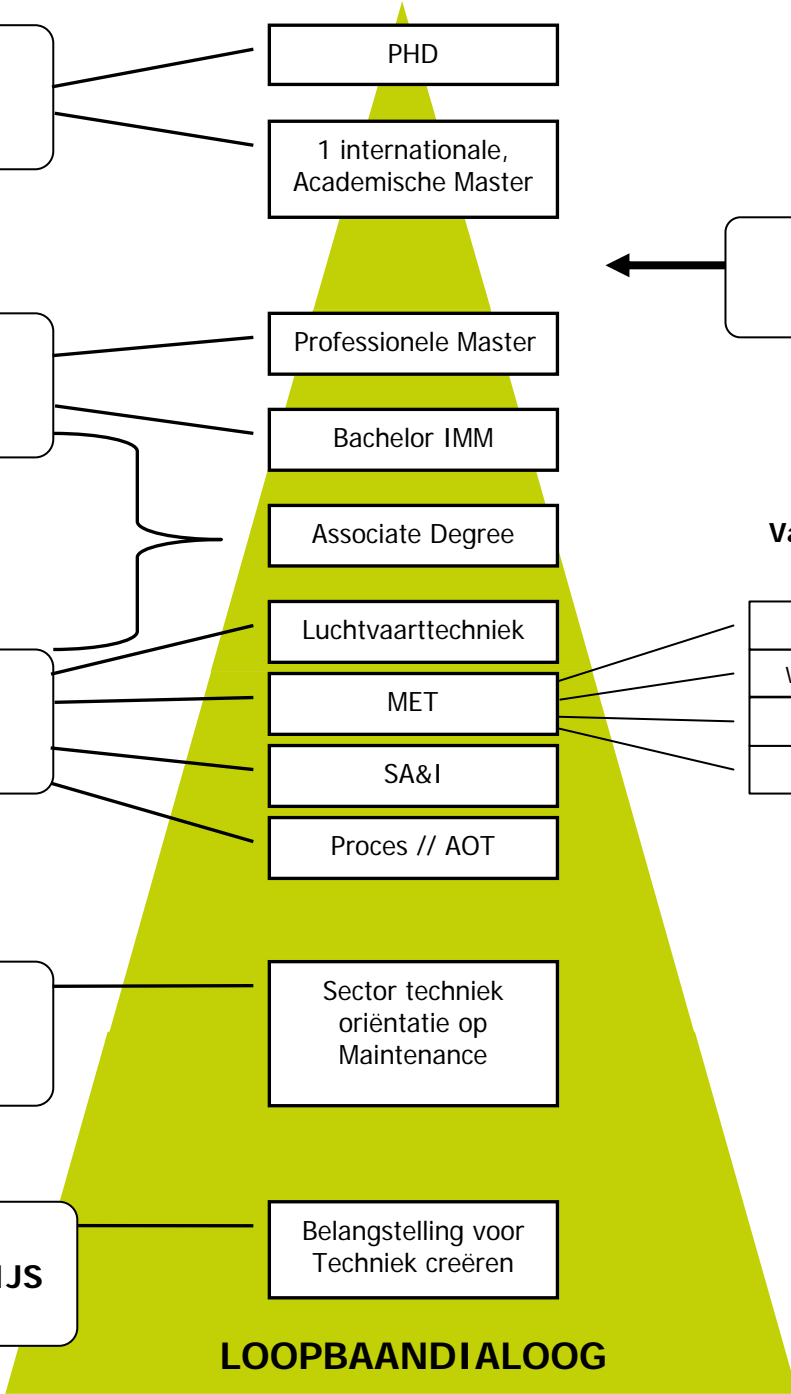 PHD
1 internationale,
Academische Master
Professionele Master
Bachelor IMM
Associate Degree
Luchtvaarttechniek
MET
SA&I
Proces // AOT
Sector techniek
oriëntatie op
Maintenance
Belangstelling voor
Techniek creëren
LOOPBAANDIALOOG